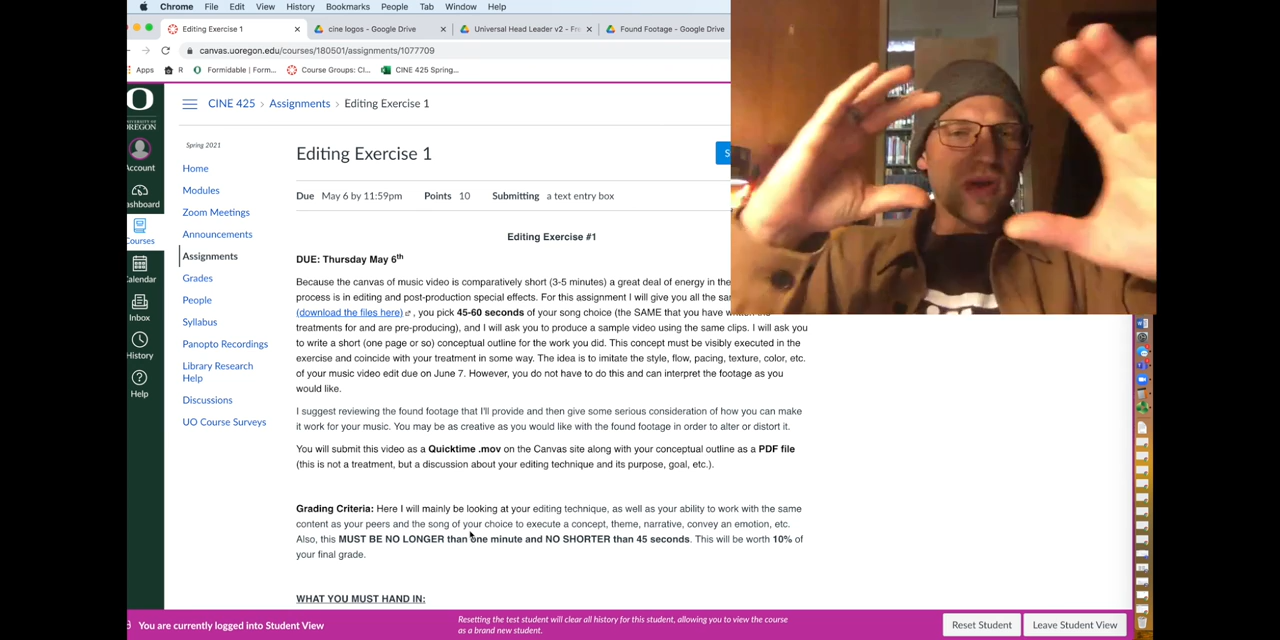 Chrome File Edit View History Bookmarks People Tab Window Help
Editing Exercise 1 cine logos - Google Drive Universal Head Leader v2 - Fre Found Footage - Google Drive
canvas.uoregon.edu/courses/180501/assignments/1077709
Apps R Formidable | Form... Course Groups: CI... CINE 425 Spring...
O
UNIVERSITY OF
OREGON
CINE 425 > Assignments > Editing Exercise 1
Account
Dashboard
Courses
Calendar
Inbox
History
Help
Spring 2021
Home
Modules
Zoom Meetings
Announcements
Assignments
Grades
People
Syllabus
Panopto Recordings
Library Research
Help
Discussions
UO Course Surveys
Editing Exercise 1
S
Due May 6 by 11:59pm Points 10 Submitting a text entry box
Editing Exercise #1
DUE: Thursday May 6th
Because the canvas of music video is comparatively short (3-5 minutes) a great deal of energy in the
process is in editing and post-production special effects. For this assignment I will give you all the
(download the files here) , you pick 45-60 seconds of your song choice (the SAME that you have
treatments for and are pre-producing), and I will ask you to produce a sample video using the same clips. I will ask you
to write a short (one page or so) conceptual outline for the work you did. This concept must be visibly executed in the
exercise and coincide with your treatment in some way. The idea is to imitate the style, flow, pacing, texture, color, etc.
of your music video edit due on June 7. However, you do not have to do this and can interpret the footage as you
would like.
I suggest reviewing the found footage that I'll provide and then give some serious consideration of how you can make
it work for your music. You may be as creative as you would like with the found footage in order to alter or distort it.
You will submit this video as a Quicktime .mov on the Canvas site along with your conceptual outline as a PDF file
(this is not a treatment, but a discussion about your editing technique and its purpose, goal, etc.).
Grading Criteria: Here I will mainly be looking at your editing technique, as well as your ability to work with the same
content as your peers and the song of your choice to execute a concept, theme, narrative, convey an emotion, etc.
Also, this MUST BE NO LONGER than one minute and NO SHORTER than 45 seconds. This will be worth 10% of
your final grade.
WHAT YOU MUST HAND IN:
You are currently logged into Student View
Resetting the test student will clear all history for this student, allowing you to view the course
as a brand new student.
Reset Student Leave Student View